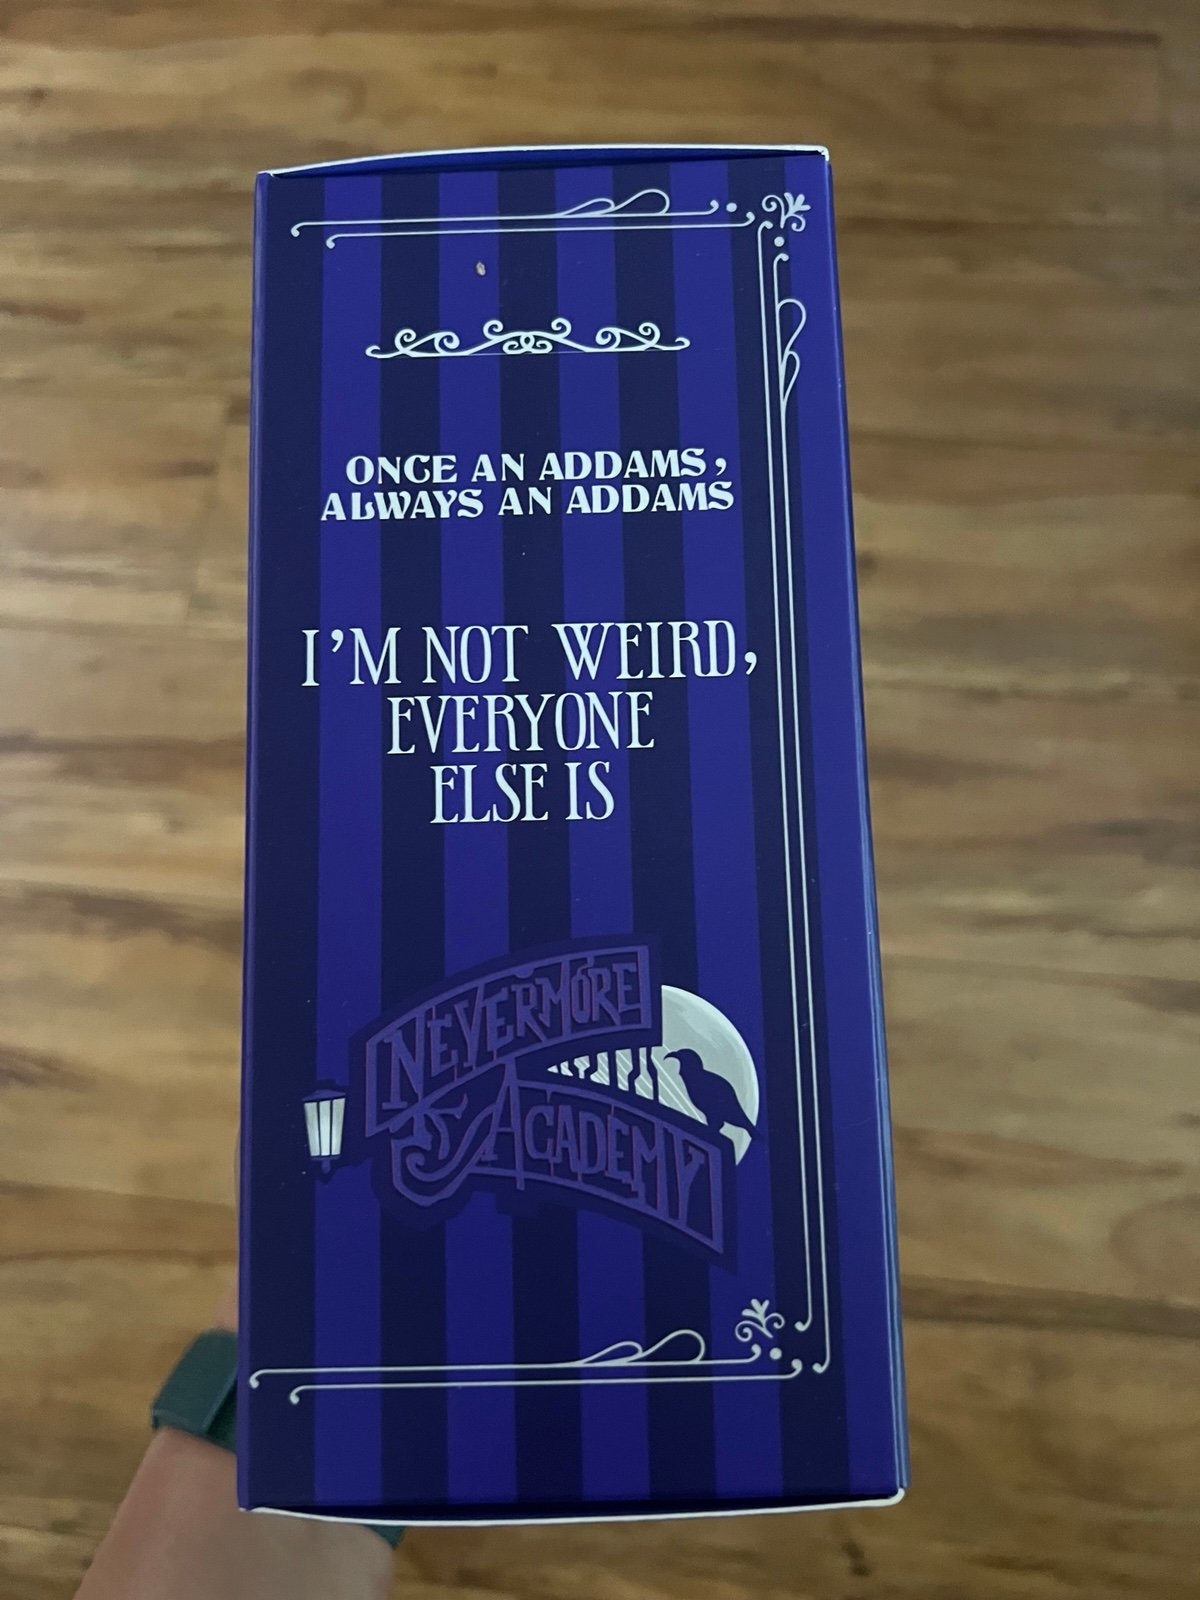 ONCE AN ADDAMS,
ALWAYS AN ADDAMS
I'M NOT WEIRD,
EVERYONE
ELSE IS
NEVERMORE
ACADEMY